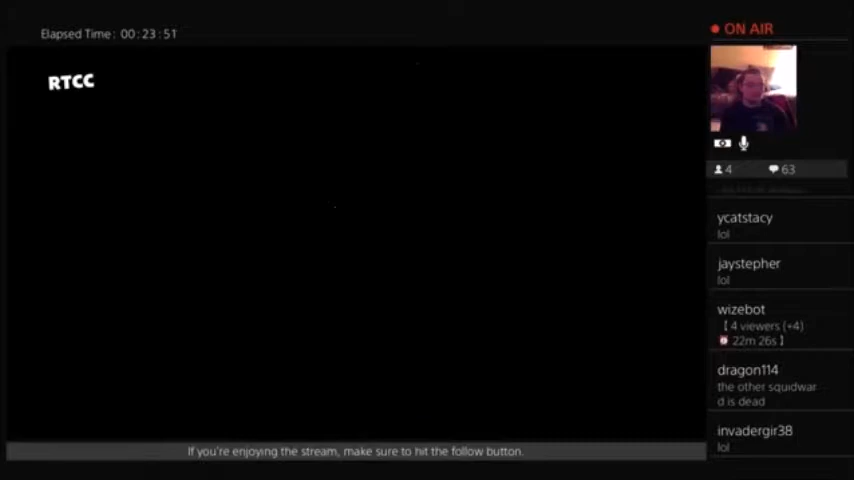 Elapsed Time: 00:23:51
ON AIR
RTCC
4 63
ycatstacy
lol
jaystepher
lol
wizebot
[ 4 viewers (+4)
22m 26s ]
dragon114
the other squidwar
d is dead
invadergir38
lol
If you're enjoying the stream, make sure to hit the follow button.